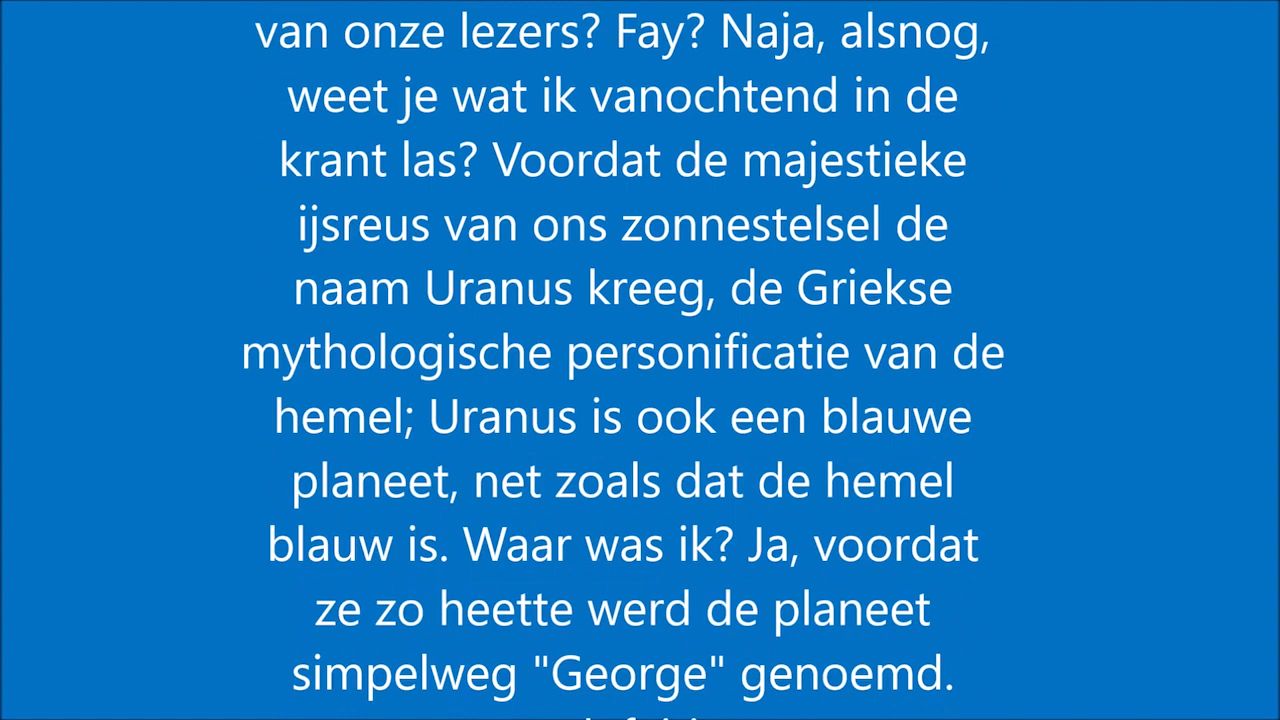 van onze lezers? Fay? Naja, alsnog,
weet je wat ik vanochtend in de
krant las? Voordat de majestieke
ijsreus van ons zonnestelsel de
naam Uranus kreeg, de Griekse
mythologische personificatie van de
hemel; Uranus is ook een blauwe
planeet, net zoals dat de hemel
blauw is. Waar was ik? Ja, voordat
ze zo heette werd de planeet
simpelweg "George" genoemd.